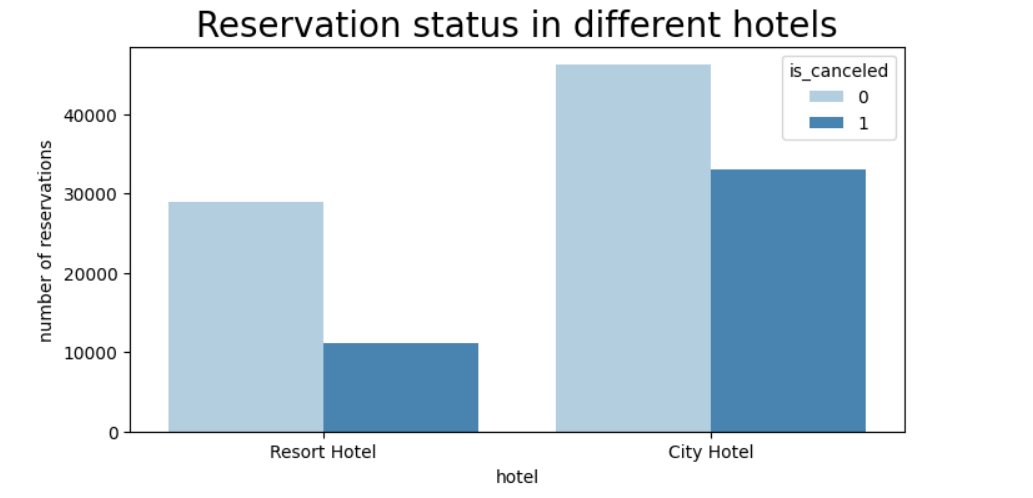 Reservation status in different hotels
is_canceled
0
1
number of reservations
40000
30000
20000
10000
0
Resort Hotel
City Hotel
hotel